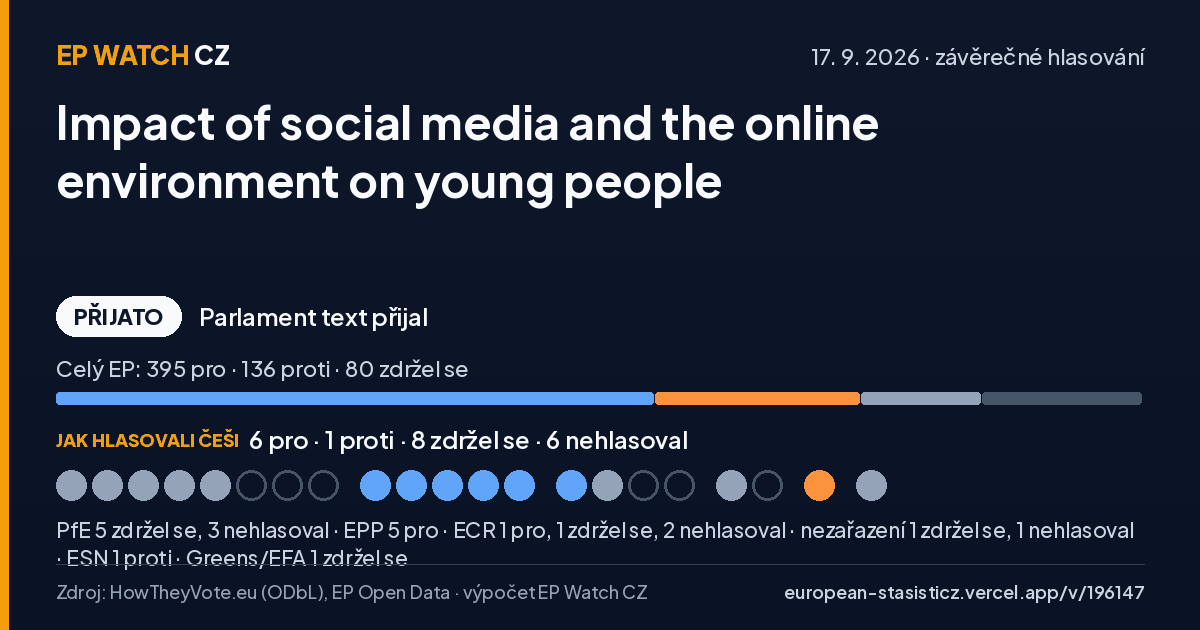 EP WATCH CZ
17. 9. 2026 · závěrečné hlasování
Impact of social media and the online
environment on young people
PŘIJATO Parlament text přijal
Celý EP: 395 pro · 136 proti · 80 zdržel se
JAK HLASOVALI ČEŠI 6 pro · 1 proti · 8 zdržel se · 6 nehlasoval
PfE 5 zdržel se, 3 nehlasoval · EPP 5 pro · ECR 1 pro, 1 zdržel se, 2 nehlasoval · nezařazení 1 zdržel se, 1 nehlasoval
· ESN 1 proti · Greens/EFA 1 zdržel se
Zdroj: HowTheyVote.eu (ODbL), EP Open Data · výpočet EP Watch CZ
european-stasisticz.vercel.app/v/196147